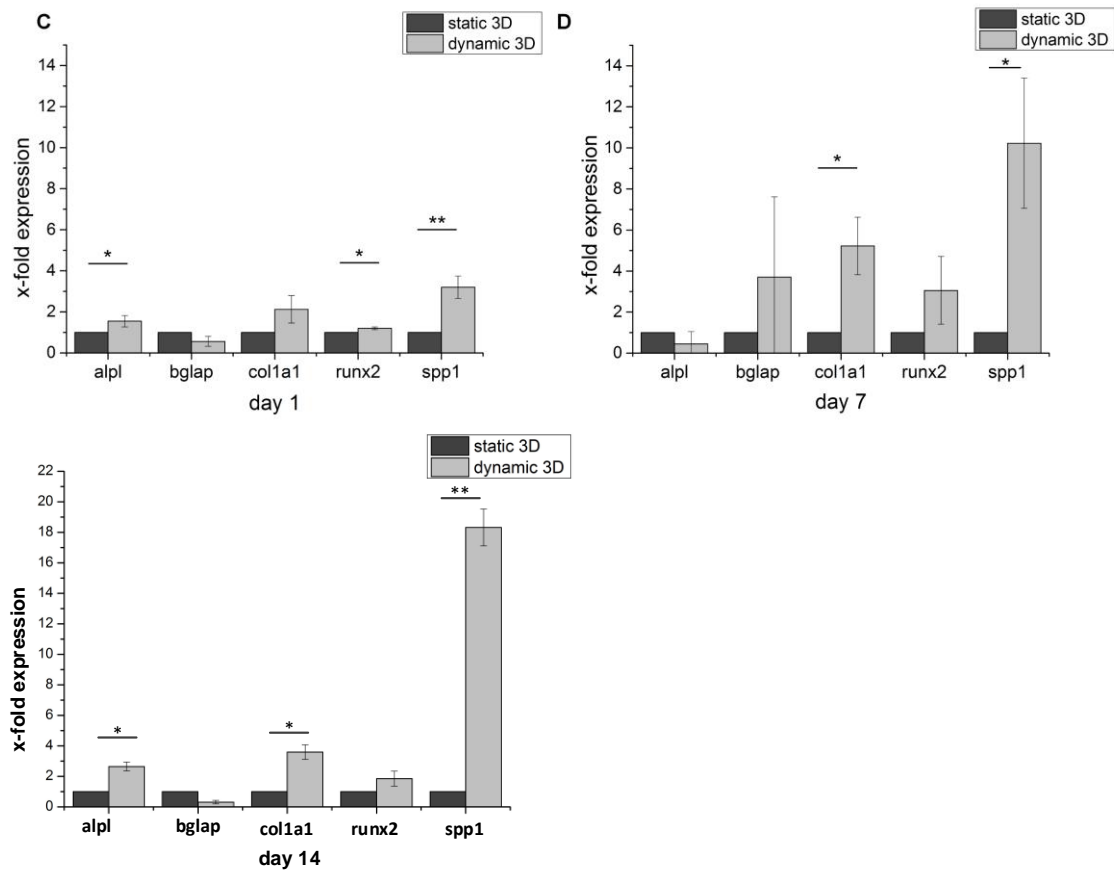 C
static 3D
dynamic 3D
14
12
10
8
6
4
2
0
x-fold expression
*
*
**
alpl bglap col1a1 runx2 spp1
day 1
D
static 3D
dynamic 3D
14
12
10
8
6
4
2
0
x-fold expression
*
*
alpl bglap col1a1 runx2 spp1
day 7
static 3D
dynamic 3D
22
20
18
16
14
12
10
8
6
4
2
0
x-fold expression
*
*
**
alpl bglap col1a1 runx2 spp1
day 14